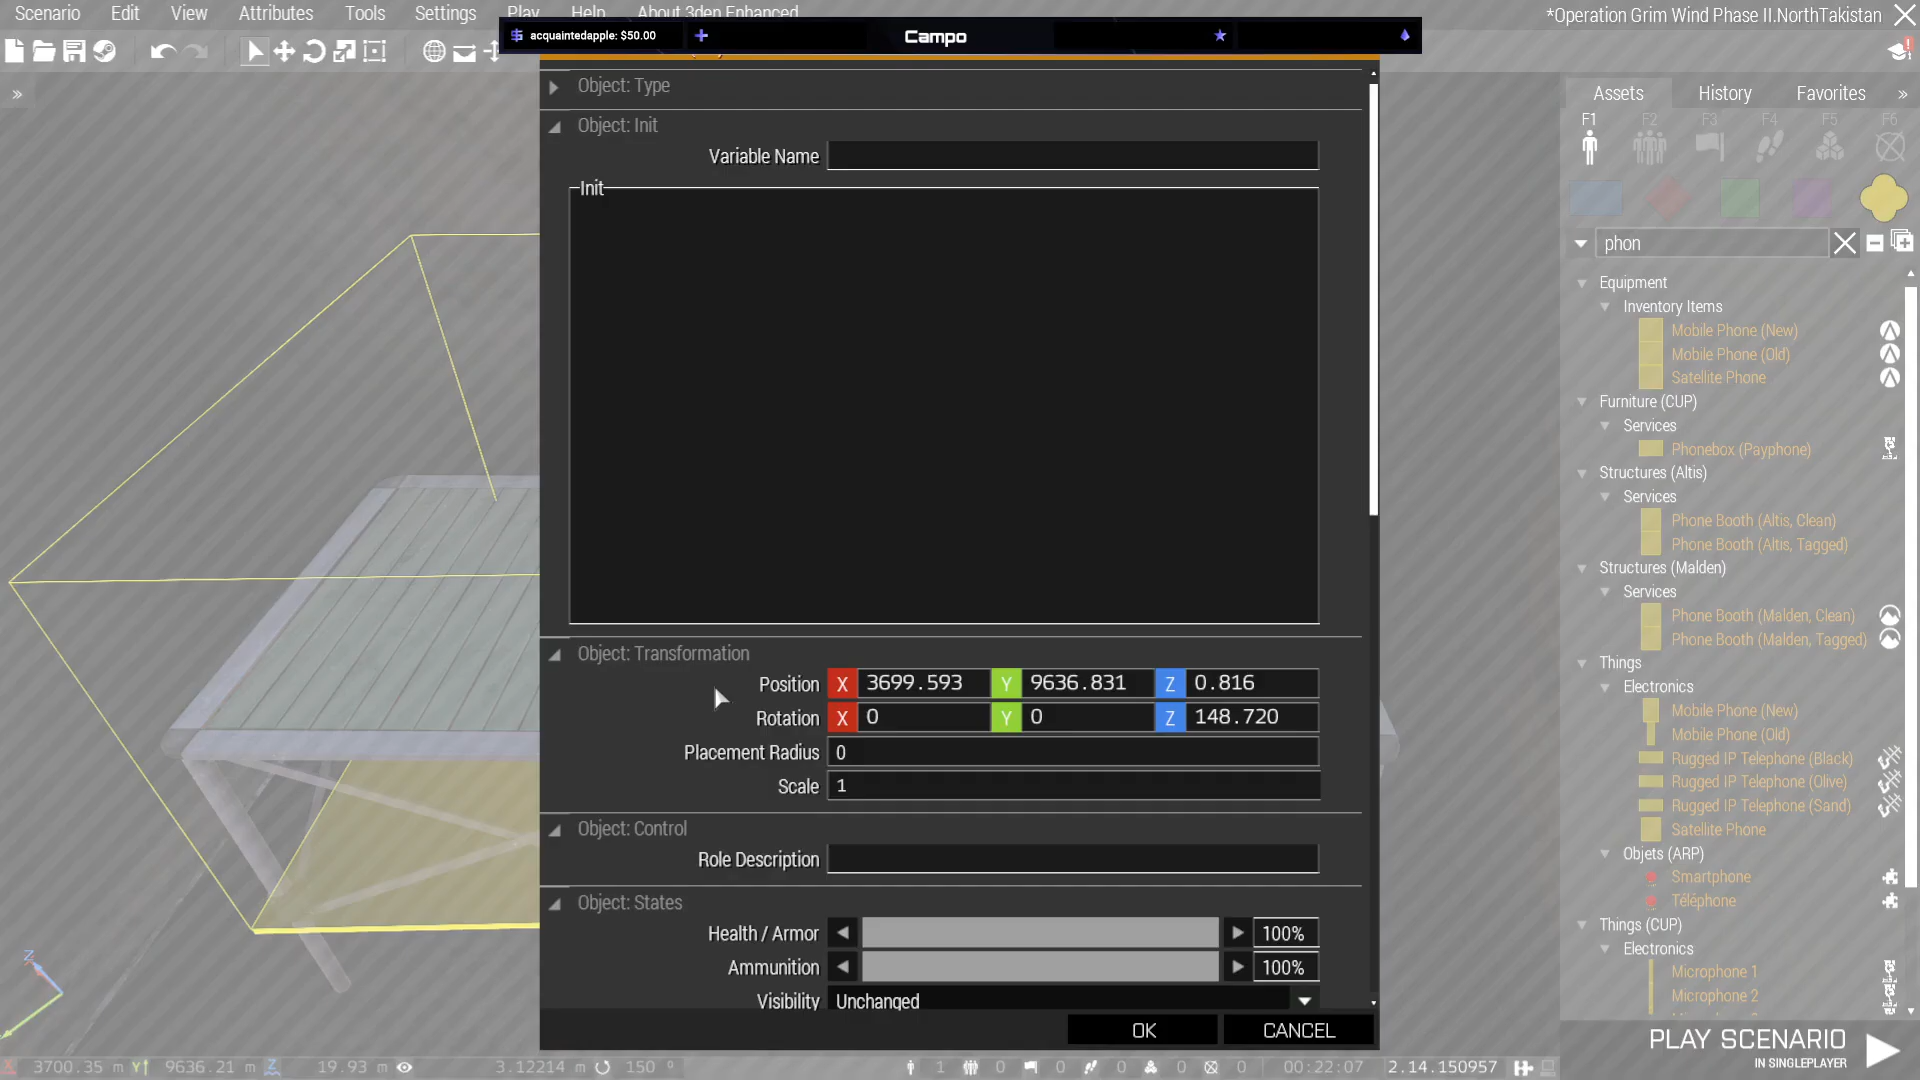 Scenario Edit View Attributes Tools Settings Play Help About 3den Enhanced
*Operation Grim Wind Phase II.NorthTakistan
acquaintedapple: $50.00
Campo
Object: Type
Object: Init
Variable Name
Init
Object: Transformation
Position X 3699.593 Y 9636.831 Z 0.816
Rotation X 0 Y 0 Z 148.720
Placement Radius 0
Scale 1
Object: Control
Role Description
Object: States
Health / Armor 100%
Ammunition 100%
Visibility Unchanged
OK CANCEL
Assets History Favorites »
F1 F2 F3 F4 F5 F6
phon
Equipment
Inventory Items
Mobile Phone (New)
Mobile Phone (Old)
Satellite Phone
Furniture (CUP)
Services
Phonebox (Payphone)
Structures (Altis)
Services
Phone Booth (Altis, Clean)
Phone Booth (Altis, Tagged)
Structures (Malden)
Services
Phone Booth (Malden, Clean)
Phone Booth (Malden, Tagged)
Things
Electronics
Mobile Phone (New)
Mobile Phone (Old)
Rugged IP Telephone (Black)
Rugged IP Telephone (Olive)
Rugged IP Telephone (Sand)
Satellite Phone
Objets (ARP)
Smartphone
Téléphone
Things (CUP)
Electronics
Microphone 1
Microphone 2
PLAY SCENARIO
IN SINGLEPLAYER
Z
X 3700.35 m Y 9636.21 m Z 19.93 m 3.12214 m 150 ° 1 0 0 0 0 0 00:22:07 2.14.150957